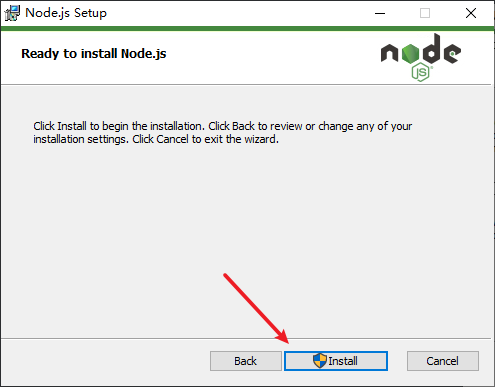 Node.js Setup
Ready to install Node.js
node
JS
Click Install to begin the installation. Click Back to review or change any of your
installation settings. Click Cancel to exit the wizard.
Back
Install
Cancel